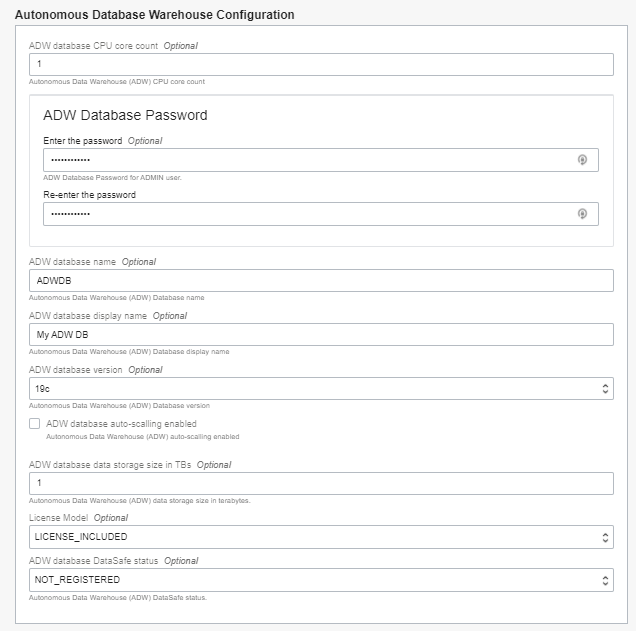 Autonomous Database Warehouse Configuration
ADW database CPU core count Optional
1
Autonomous Data Warehouse (ADW) CPU core count
ADW Database Password
Enter the password Optional
••••••••••••
ADW Database Password for ADMIN user.
Re-enter the password
••••••••••••
ADW database name Optional
ADWDB
Autonomous Data Warehouse (ADW) Database name
ADW database display name Optional
My ADW DB
Autonomous Data Warehouse (ADW) Database display name
ADW database version Optional
19c
Autonomous Data Warehouse (ADW) Database version
ADW database auto-scalling enabled
Autonomous Data Warehouse (ADW) auto-scalling enabled
ADW database data storage size in TBs Optional
1
Autonomous Data Warehouse (ADW) data storage size in terabytes.
License Model Optional
LICENSE_INCLUDED
ADW database DataSafe status Optional
NOT_REGISTERED
Autonomous Data Warehouse (ADW) DataSafe status.